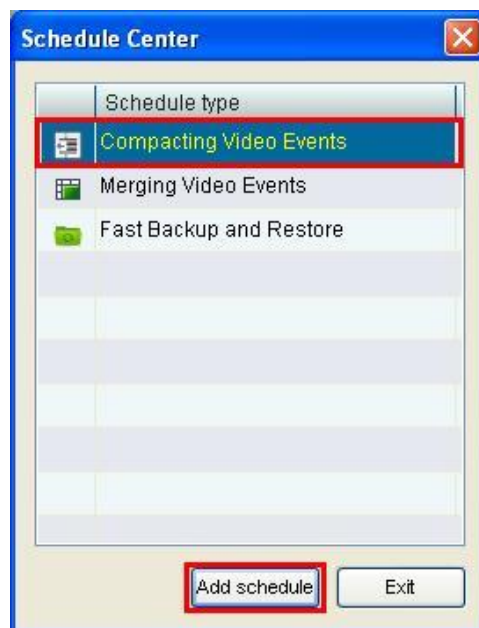 Schedule Center
Schedule type
Compacting Video Events
Merging Video Events
Fast Backup and Restore
Add schedule
Exit